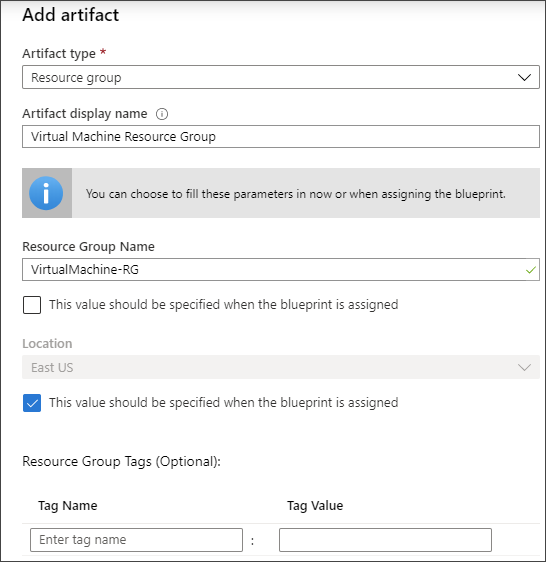 Add artifact
Artifact type *
Resource group
Artifact display name
Virtual Machine Resource Group
You can choose to fill these parameters in now or when assigning the blueprint.
Resource Group Name
VirtualMachine-RG
This value should be specified when the blueprint is assigned
Location
East US
This value should be specified when the blueprint is assigned
Resource Group Tags (Optional):
Tag Name Tag Value
Enter tag name :